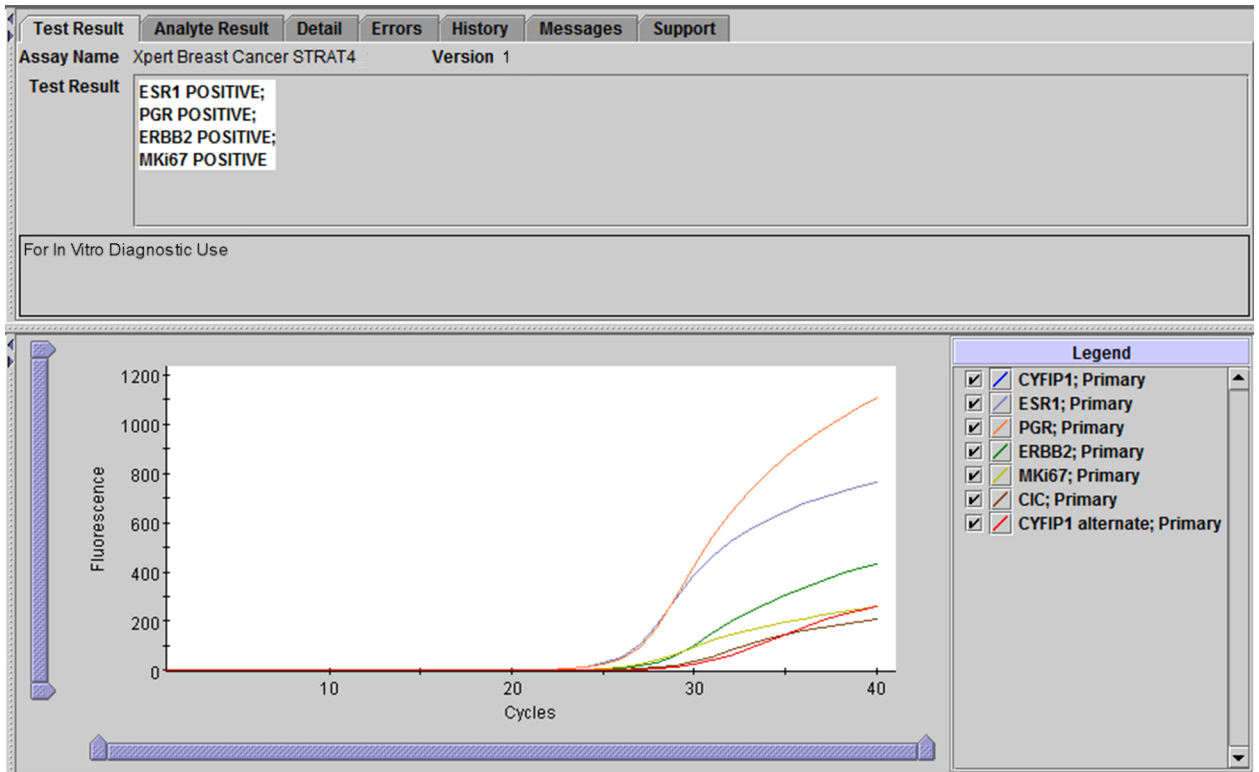 Test Result Analyte Result Detail Errors History Messages Support
Assay Name Xpert Breast Cancer STRAT4 Version 1
Test Result ESR1 POSITIVE;
PGR POSITIVE;
ERBB2 POSITIVE;
MKi67 POSITIVE
For In Vitro Diagnostic Use
1200
1000
800
600
400
200
0
Fluorescence
10 20 30 40
Cycles
Legend
CYFIP1; Primary
ESR1; Primary
PGR; Primary
ERBB2; Primary
MKi67; Primary
CIC; Primary
CYFIP1 alternate; Primary